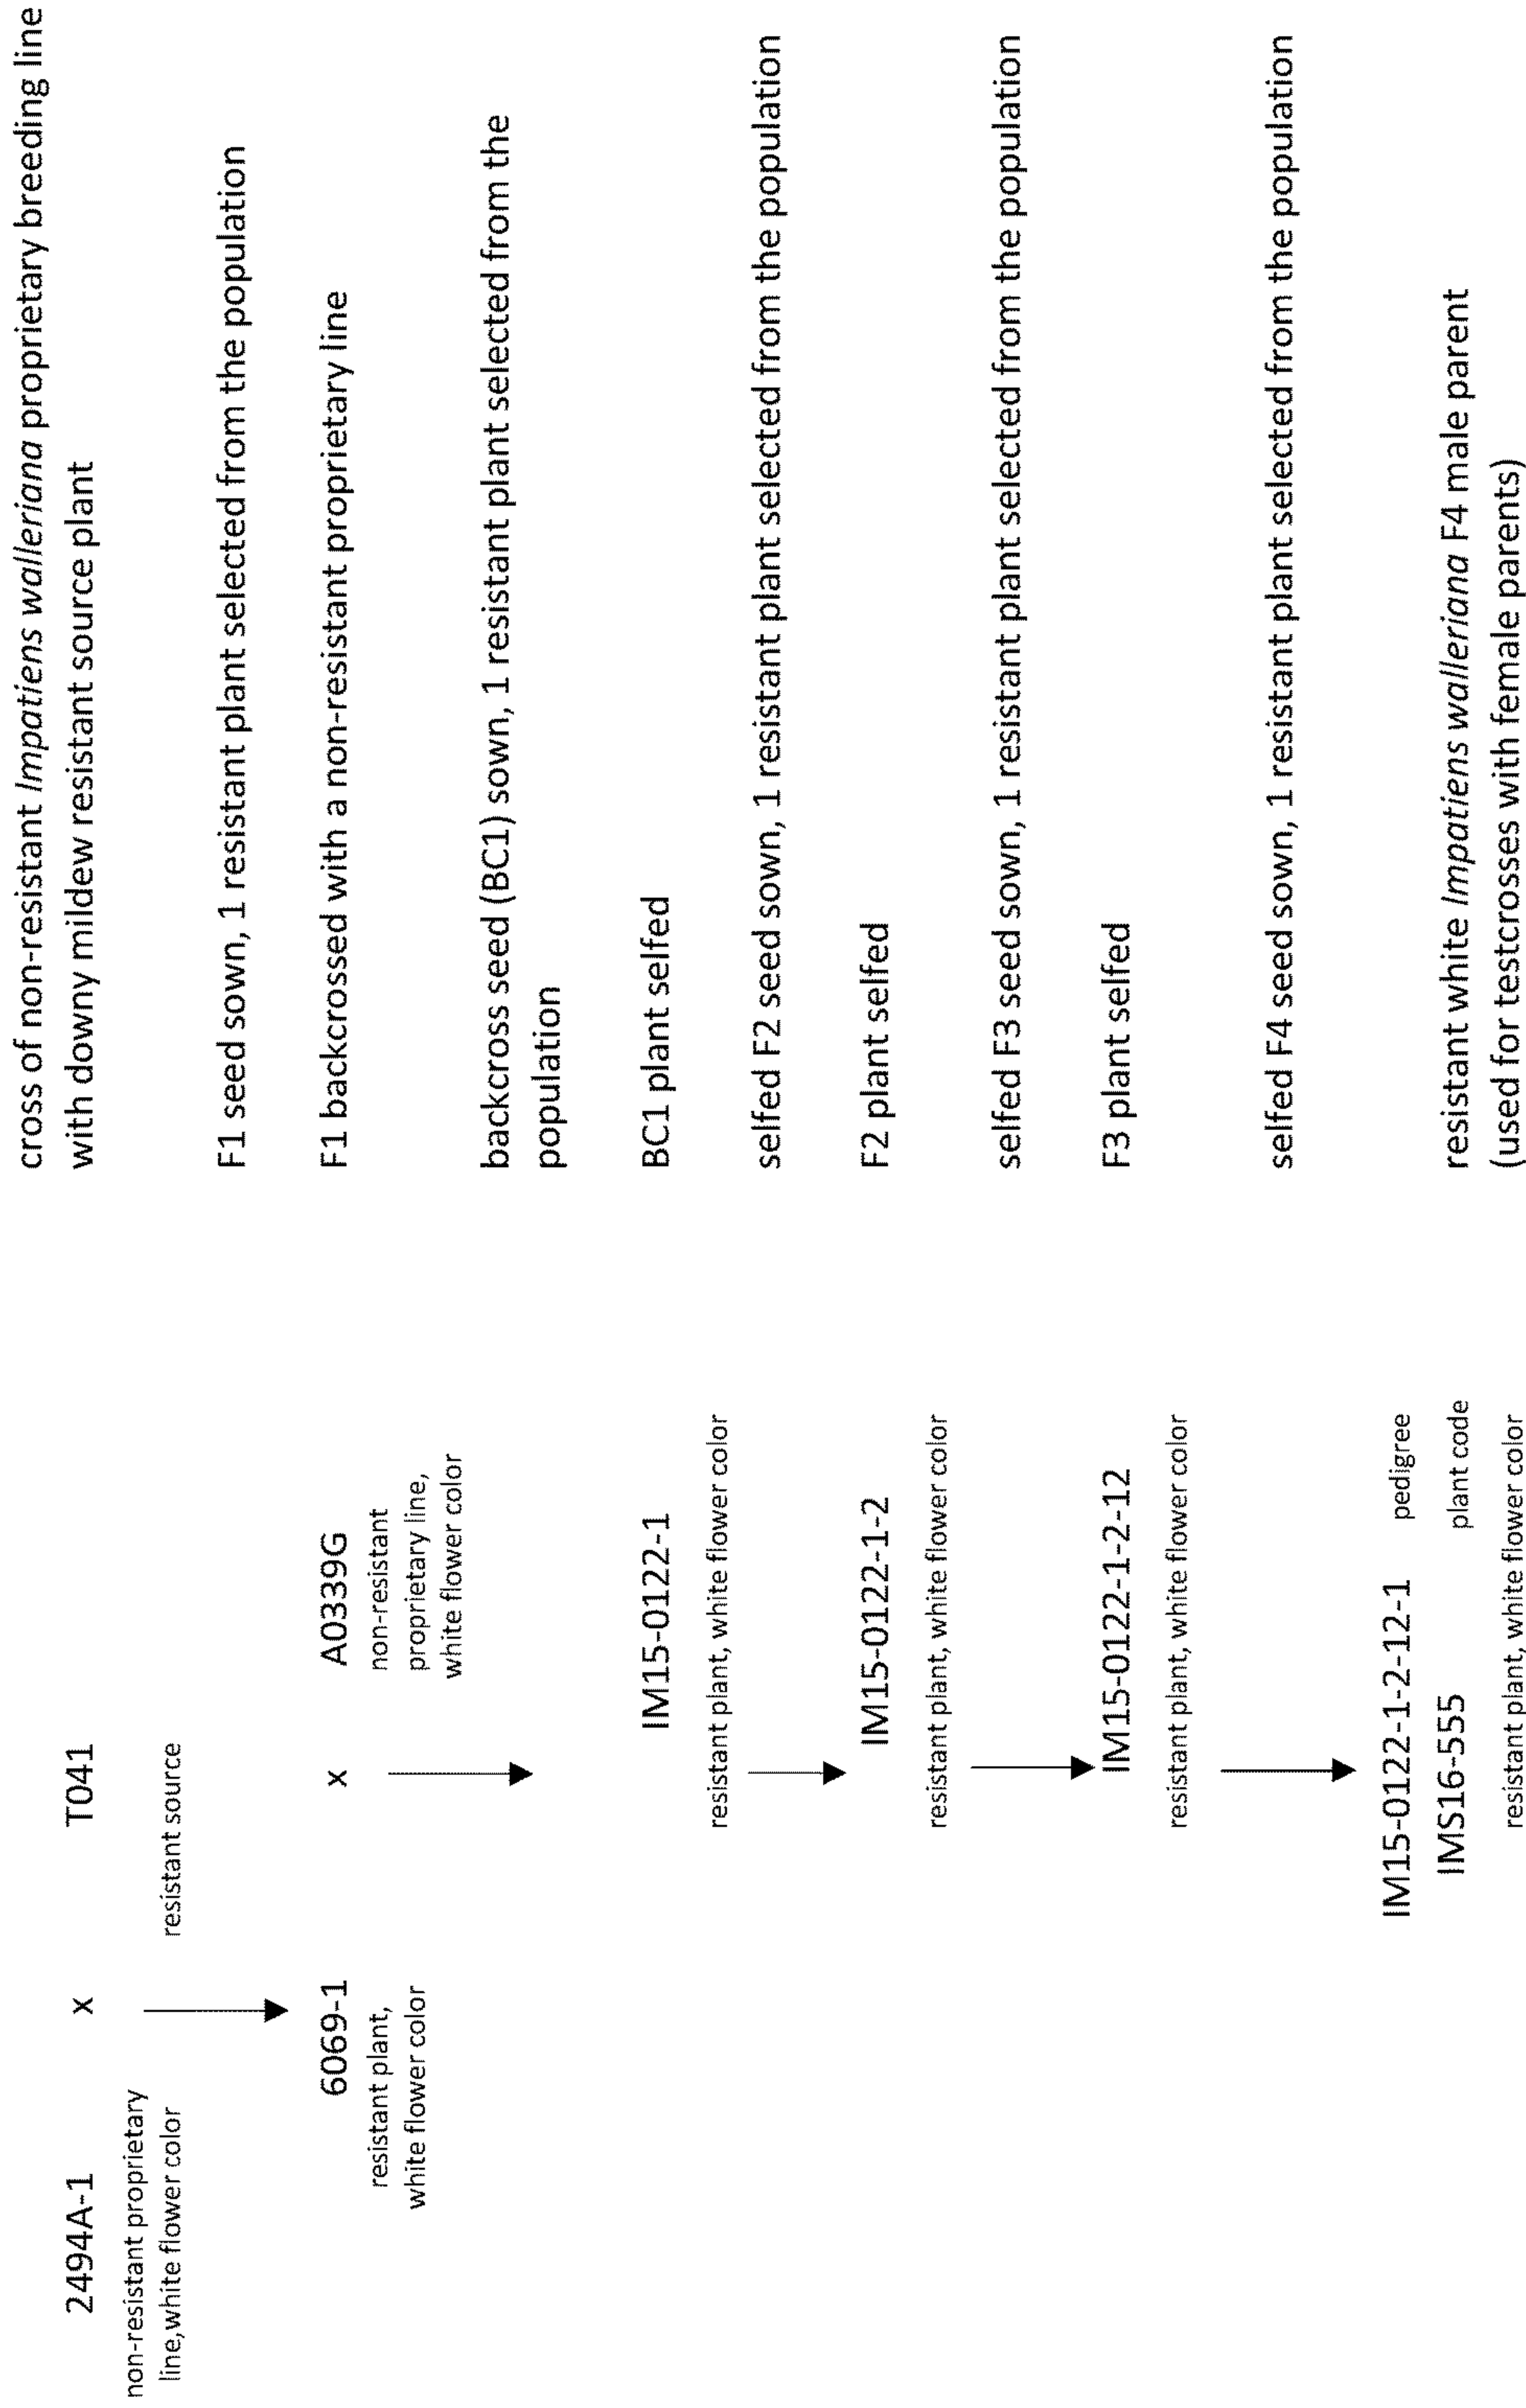 2494A-1 x T041
non-resistant proprietary
line,white flower color
resistant source
cross of non-resistant Impatiens walleriana proprietary breeding line
with downy mildew resistant source plant
F1 seed sown, 1 resistant plant selected from the population
6069-1 x A0339G
resistant plant,
white flower color
non-resistant
proprietary line,
white flower color
F1 backcrossed with a non-resistant proprietary line
backcross seed (BC1) sown, 1 resistant plant selected from the
population
IM15-0122-1
resistant plant, white flower color
BC1 plant selfed
selfed F2 seed sown, 1 resistant plant selected from the population
IM15-0122-1-2
resistant plant, white flower color
F2 plant selfed
selfed F3 seed sown, 1 resistant plant selected from the population
IM15-0122-1-2-12
resistant plant, white flower color
F3 plant selfed
selfed F4 seed sown, 1 resistant plant selected from the population
IM15-0122-1-2-12-1 pedigree
IMS16-555 plant code
resistant plant, white flower color
resistant white Impatiens walleriana F4 male parent
(used for testcrosses with female parents)